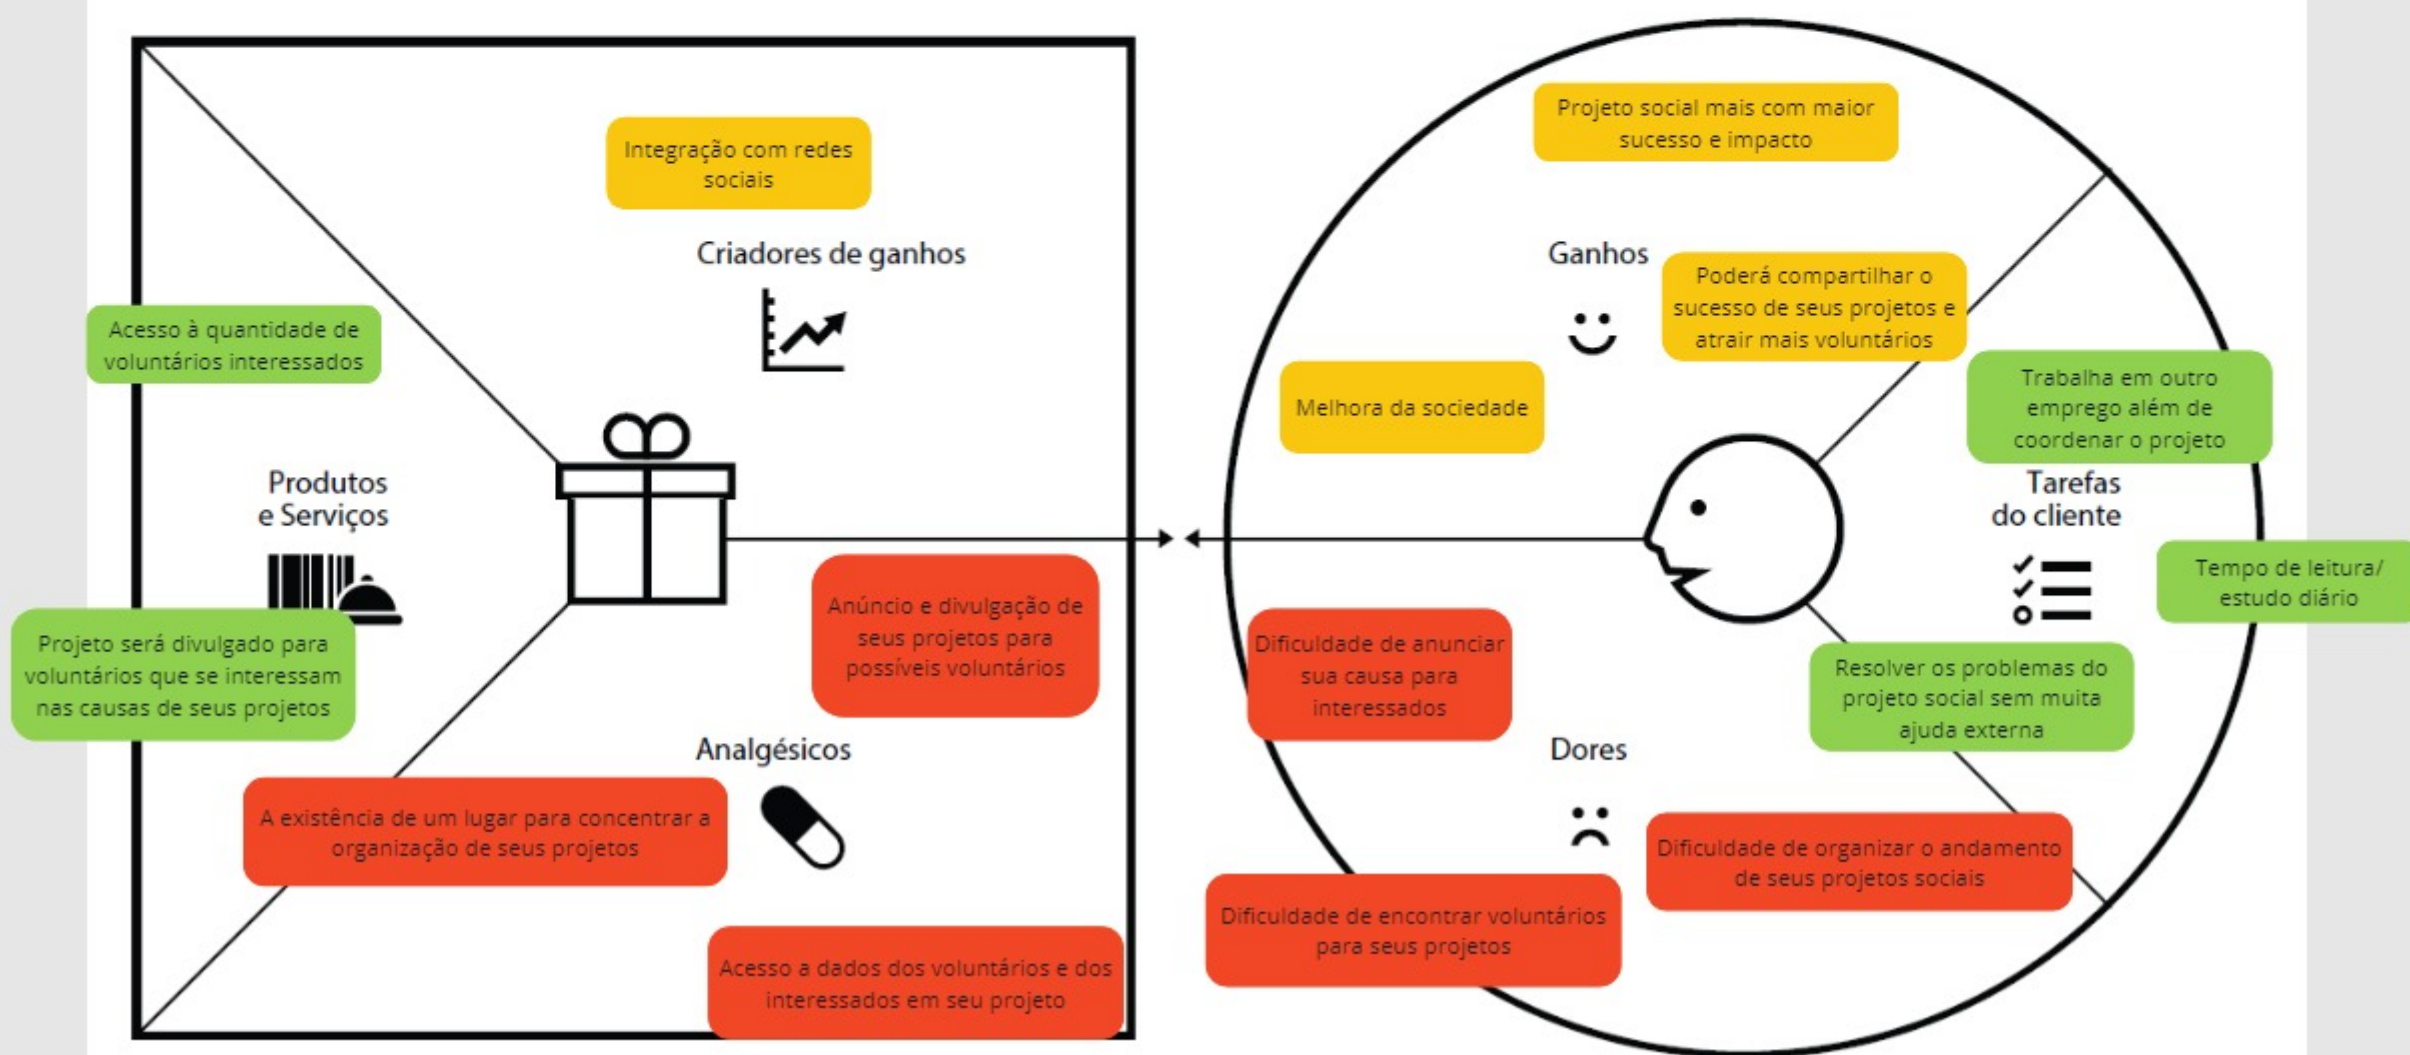 Integração com redes
sociais
Criadores de ganhos
Acesso à quantidade de
voluntários interessados
Produtos
e Serviços
Projeto será divulgado para
voluntários que se interessam
nas causas de seus projetos
Anúncio e divulgação de
seus projetos para
possíveis voluntários
Analgésicos
A existência de um lugar para concentrar a
organização de seus projetos
Acesso a dados dos voluntários e dos
interessados em seu projeto
Projeto social mais com maior
sucesso e impacto
Ganhos
Poderá compartilhar o
sucesso de seus projetos e
atrair mais voluntários
Melhora da sociedade
Trabalha em outro
emprego além de
coordenar o projeto
Tarefas
do cliente
Tempo de leitura/
estudo diário
Resolver os problemas do
projeto social sem muita
ajuda externa
Dificuldade de anunciar
sua causa para
interessados
Dores
Dificuldade de organizar o andamento
de seus projetos sociais
Dificuldade de encontrar voluntários
para seus projetos